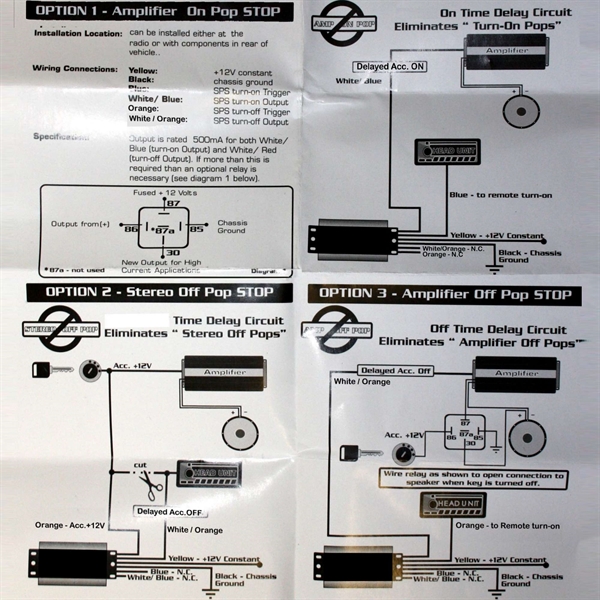 OPTION 1 - Amplifier On Pop STOP
Installation Location: can be installed either at the
radio or with components in rear of
vehicle..
Wiring Connections: Yellow: +12V constant
Black: chassis ground
Blue: SPS turn-on Trigger
White/ Blue: SPS turn-on Output
Orange: SPS turn-off Trigger
White / Orange: SPS turn-off Output
Specifications: Output is rated 500mA for both White/
Blue (turn-on Output) and White/ Red
(turn-off Output). If more than this is
required than an optional relay is
necessary (see diagram 1 below).
Fused + 12 Volts
87
Output from(+) 86 87a 85 Chassis
Ground
30
New Output for High
Current Applications
* 87a - not used
AMP ON POP
On Time Delay Circuit
Eliminates “ Turn-On Pops”
Delayed Acc. ON
Amplifier
White/ Blue
+ -
HEAD UNIT
Blue - to remote turn-on
Yellow - +12V Constant
White/Orange - N.C.
Orange - N.C
Black - Chassis
Ground
OPTION 2 - Stereo Off Pop STOP
STEREO OFF POP
Time Delay Circuit
Eliminates “ Stereo Off Pops”
Acc. +12V
Amplifier
+ -
cut
HEAD UNIT
Delayed Acc.OFF.
Orange - Acc.+12V
White / Orange
Yellow - +12V Constant
Blue - N.C.
White/ Blue - N.C.
Black - Chassis
Ground
OPTION 3 - Amplifier Off Pop STOP
AMP OFF POP
Off Time Delay Circuit
Eliminates “ Amplifier Off Pops”
Delayed Acc. Off
White / Orange
Amplifier
+ -
87
Acc. +12V
86 87a 85
30
Wire relay as shown to open connection to
speaker when key is turned off.
HEAD UNIT
Orange - to Remote turn-on
Yellow - +12V Constant
Blue - N.C.
White/ Blue - N.C.
Black - Chassis
Ground